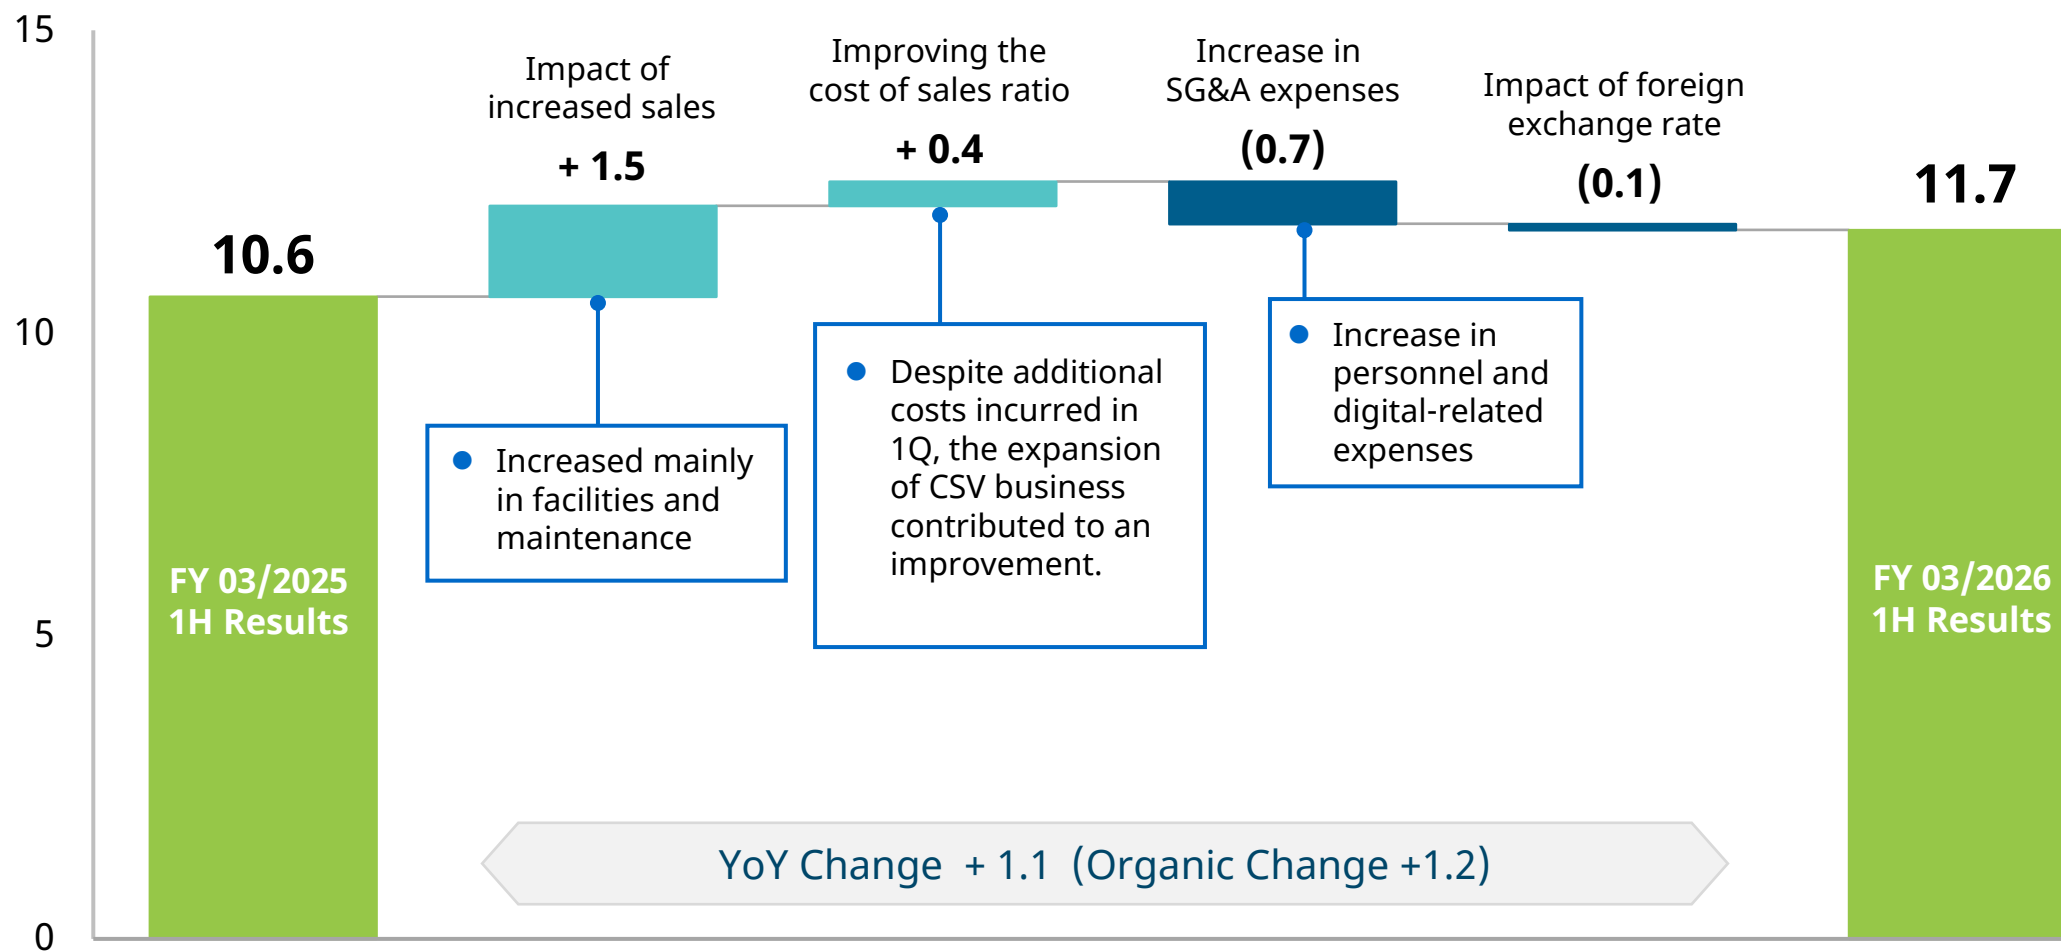 15
10
5
0
10.6
FY 03/2025
1H Results
Impact of
increased sales
+ 1.5
Increased mainly
in facilities and
maintenance
Improving the
cost of sales ratio
+ 0.4
Despite additional
costs incurred in
1Q, the expansion
of CSV business
contributed to an
improvement.
Increase in
SG&A expenses
(0.7)
Increase in
personnel and
digital-related
expenses
Impact of foreign
exchange rate
(0.1)
11.7
FY 03/2026
1H Results
YoY Change + 1.1 (Organic Change +1.2)